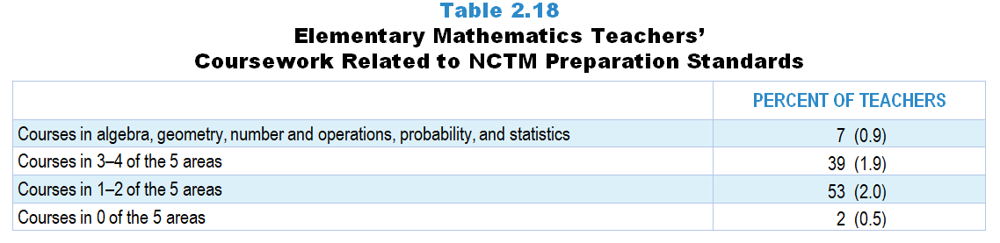 Table 2.18
Elementary Mathematics Teachers’
Coursework Related to NCTM Preparation Standards
PERCENT OF TEACHERS
Courses in algebra, geometry, number and operations, probability, and statistics 7 (0.9)
Courses in 3–4 of the 5 areas 39 (1.9)
Courses in 1–2 of the 5 areas 53 (2.0)
Courses in 0 of the 5 areas 2 (0.5)